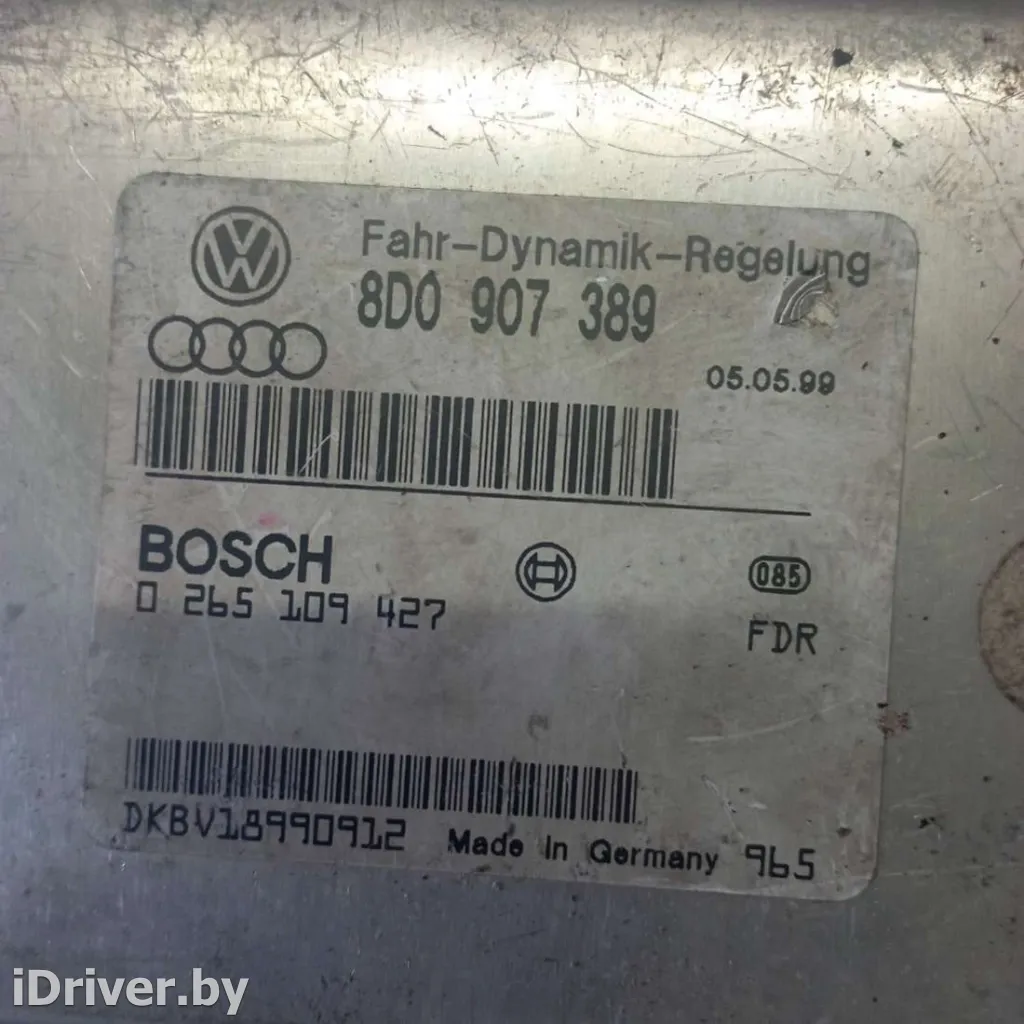 Fahr-Dynamik-Regelung
8D0 907 389
05.05.99
BOSCH
0 265 109 427
085
FDR
DKBV18990912 Made in Germany 965
iDriver.by